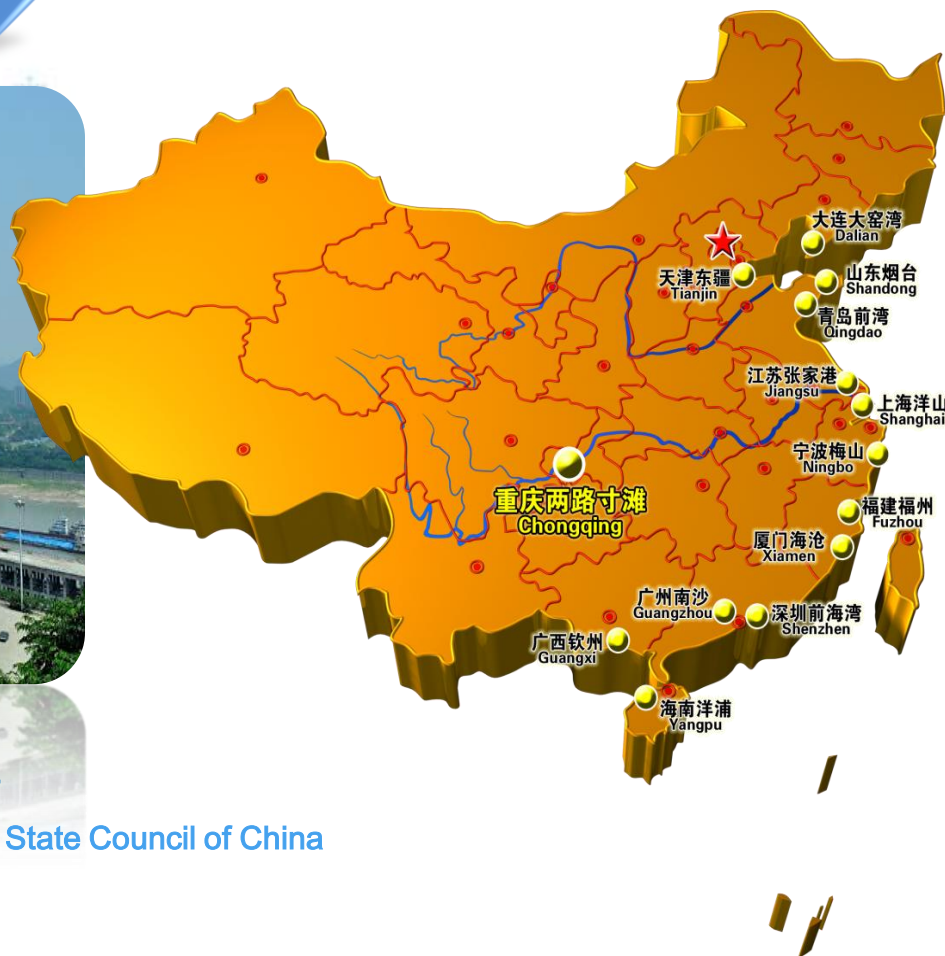 大连大窑湾
Dalian
天津东疆
Tianjin
山东烟台
Shandong
青岛前湾
Qingdao
江苏张家港
Jiangsu
上海洋山
Shanghai
宁波梅山
Ningbo
重庆两路寸滩
Chongqing
福建福州
Fuzhou
厦门海沧
Xiamen
广州南沙
Guangzhou
深圳前海湾
Shenzhen
广西钦州
Guangxi
海南洋浦
Yangpu
State Council of China